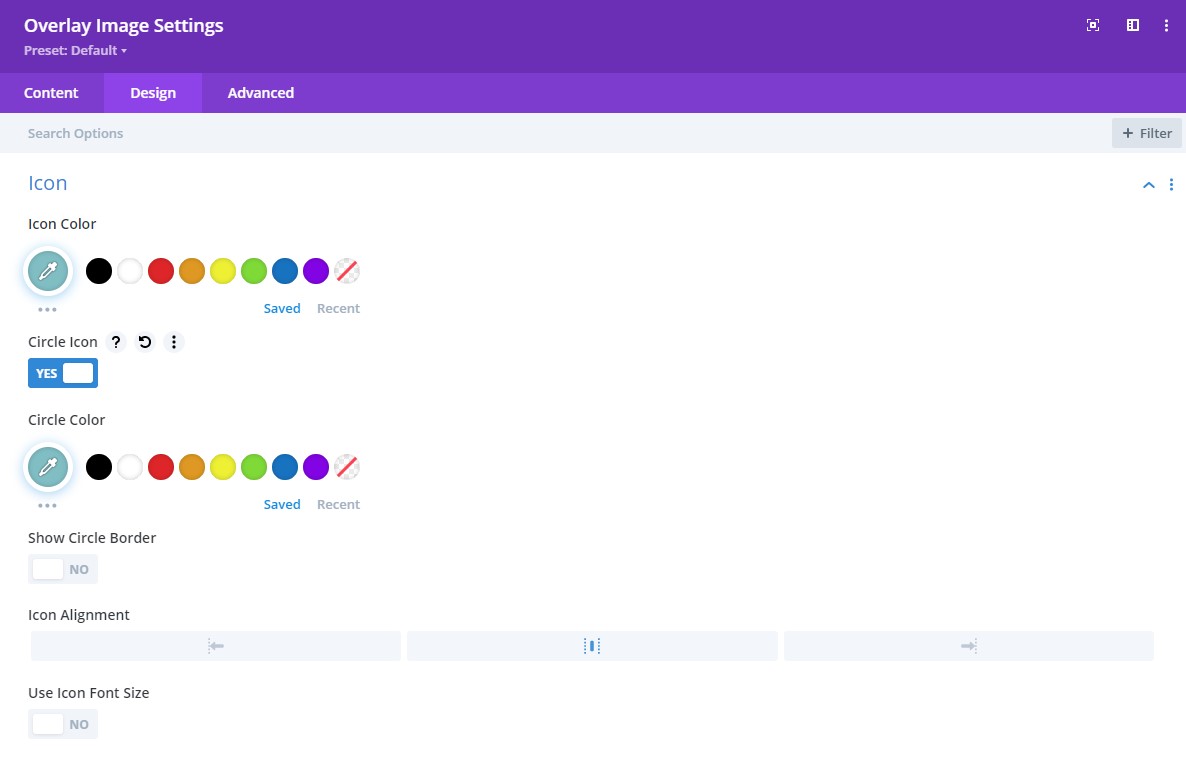 Overlay Image Settings
Preset: Default
Content Design Advanced
Search Options
+ Filter
Icon
Icon Color
Saved Recent
Circle Icon ?
YES
Circle Color
Saved Recent
Show Circle Border
NO
Icon Alignment
Use Icon Font Size
NO